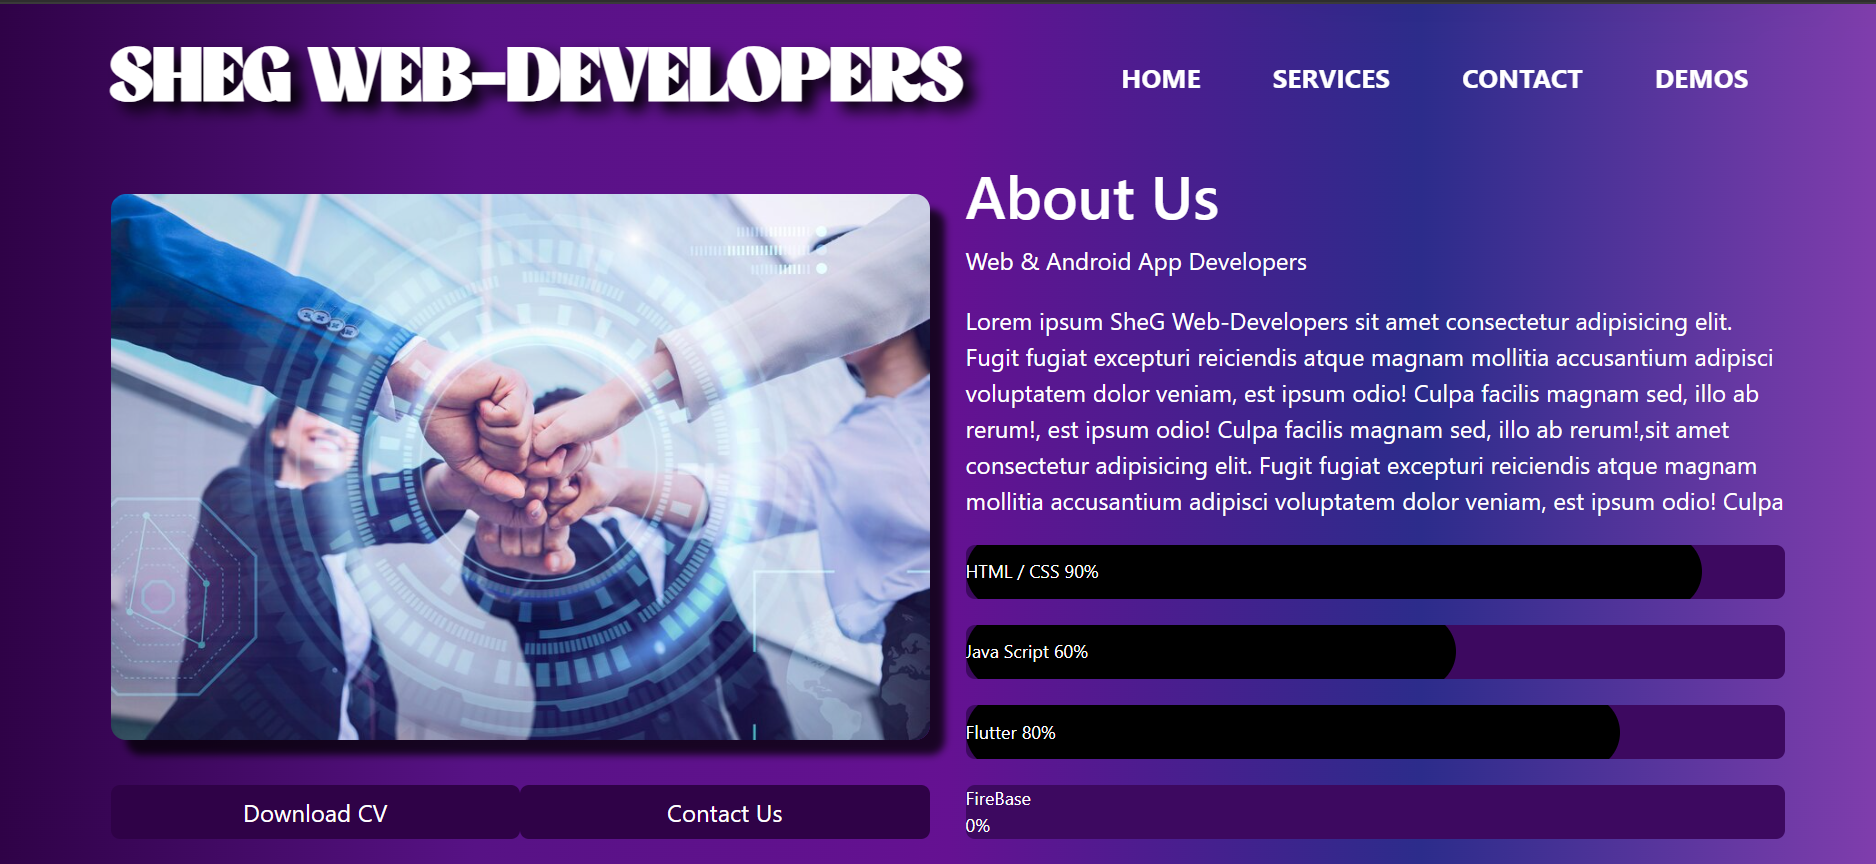 SHEG WEB-DEVELOPERS
HOME SERVICES CONTACT DEMOS
About Us
Web & Android App Developers
Lorem ipsum SheG Web-Developers sit amet consectetur adipisicing elit.
Fugit fugiat excepturi reiciendis atque magnam mollitia accusantium adipisci
voluptatem dolor veniam, est ipsum odio! Culpa facilis magnam sed, illo ab
rerum!, est ipsum odio! Culpa facilis magnam sed, illo ab rerum!,sit amet
consectetur adipisicing elit. Fugit fugiat excepturi reiciendis atque magnam
mollitia accusantium adipisci voluptatem dolor veniam, est ipsum odio! Culpa
HTML / CSS 90%
Java Script 60%
Flutter 80%
FireBase
0%
Download CV
Contact Us